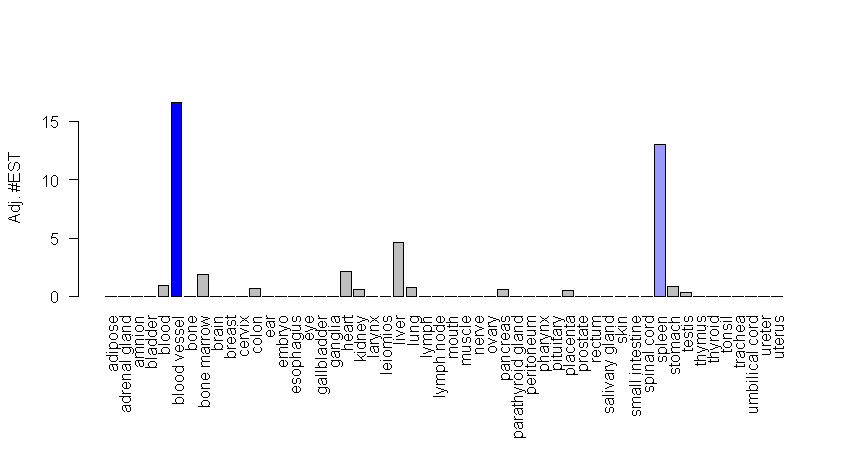 Adj. #EST
15
10
5
0
adipose
adrenal gland
amnion
bladder
blood
blood vessel
bone
bone marrow
brain
breast
cervix
colon
ear
embryo
esophagus
eye
gallbladder
ganglia
heart
kidney
larynx
leiomios
liver
lung
lymph
lymph node
mouth
muscle
nerve
ovary
pancreas
parathyroid gland
peritoneum
pharynx
pituitary
placenta
prostate
rectum
salivary gland
skin
small intestine
spinal cord
spleen
stomach
testis
thymus
thyroid
tonsil
trachea
umbilical cord
ureter
uterus